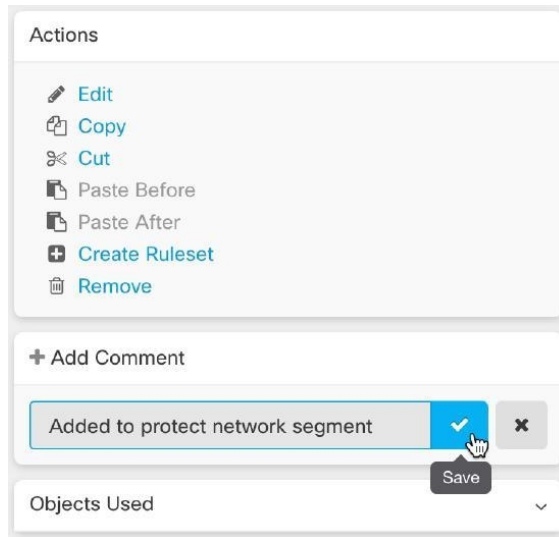 Actions
Edit
Copy
Cut
Paste Before
Paste After
Create Ruleset
Remove
Add Comment
Added to protect network segment
Save
Objects Used